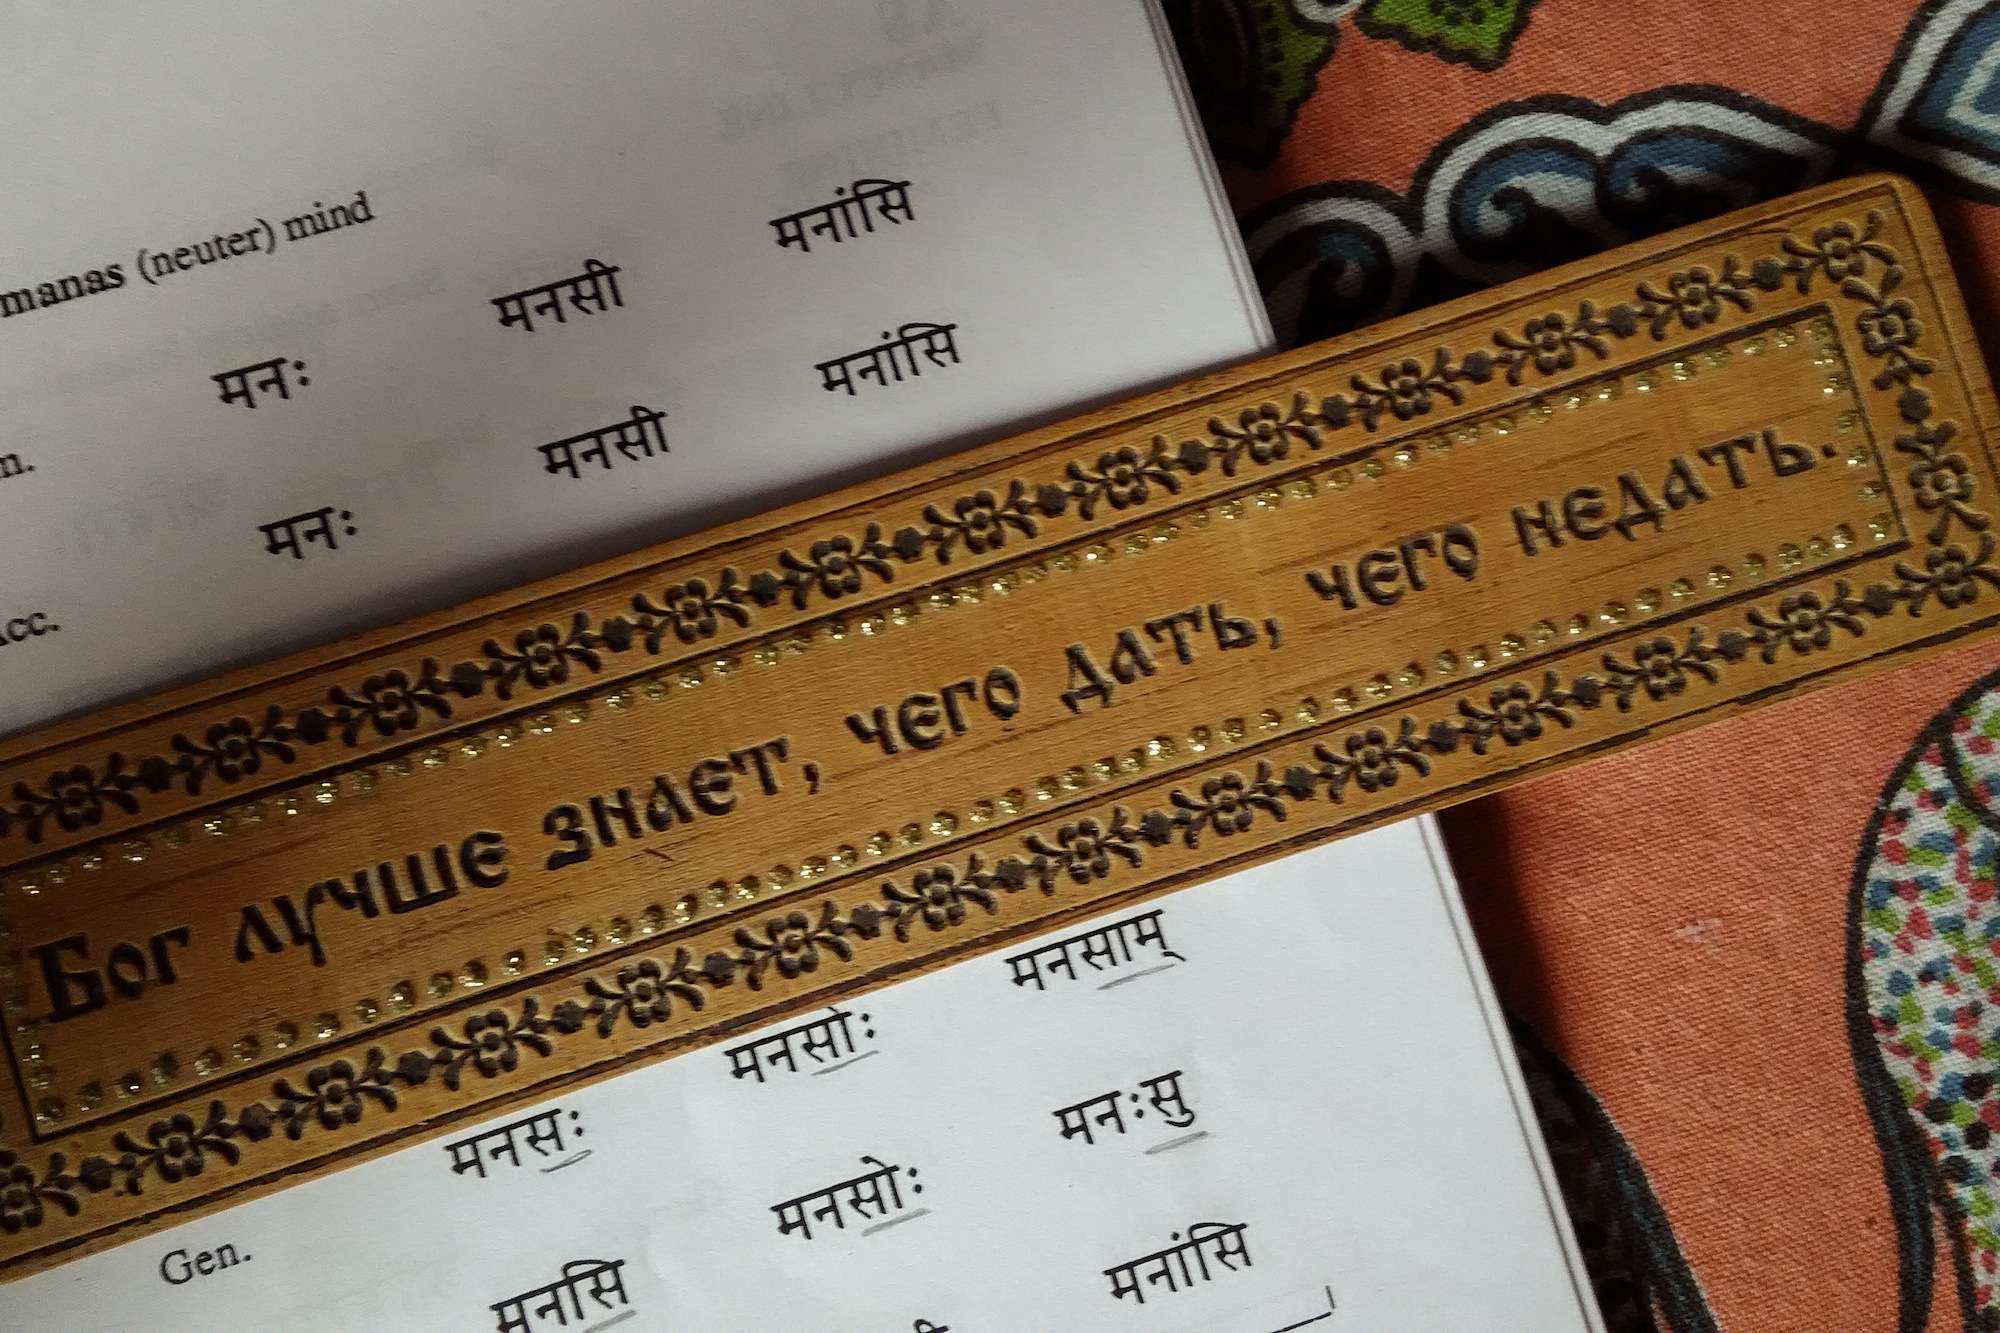 manas (neuter) mind
मनः मनसी मनांसि
मनः मनसी मनांसि
Бог лучше знает, чего дать, чего недать.
Gen. मनसः मनसोः मनसाम्
मनसि मनसोः मनःसु
मनांसि